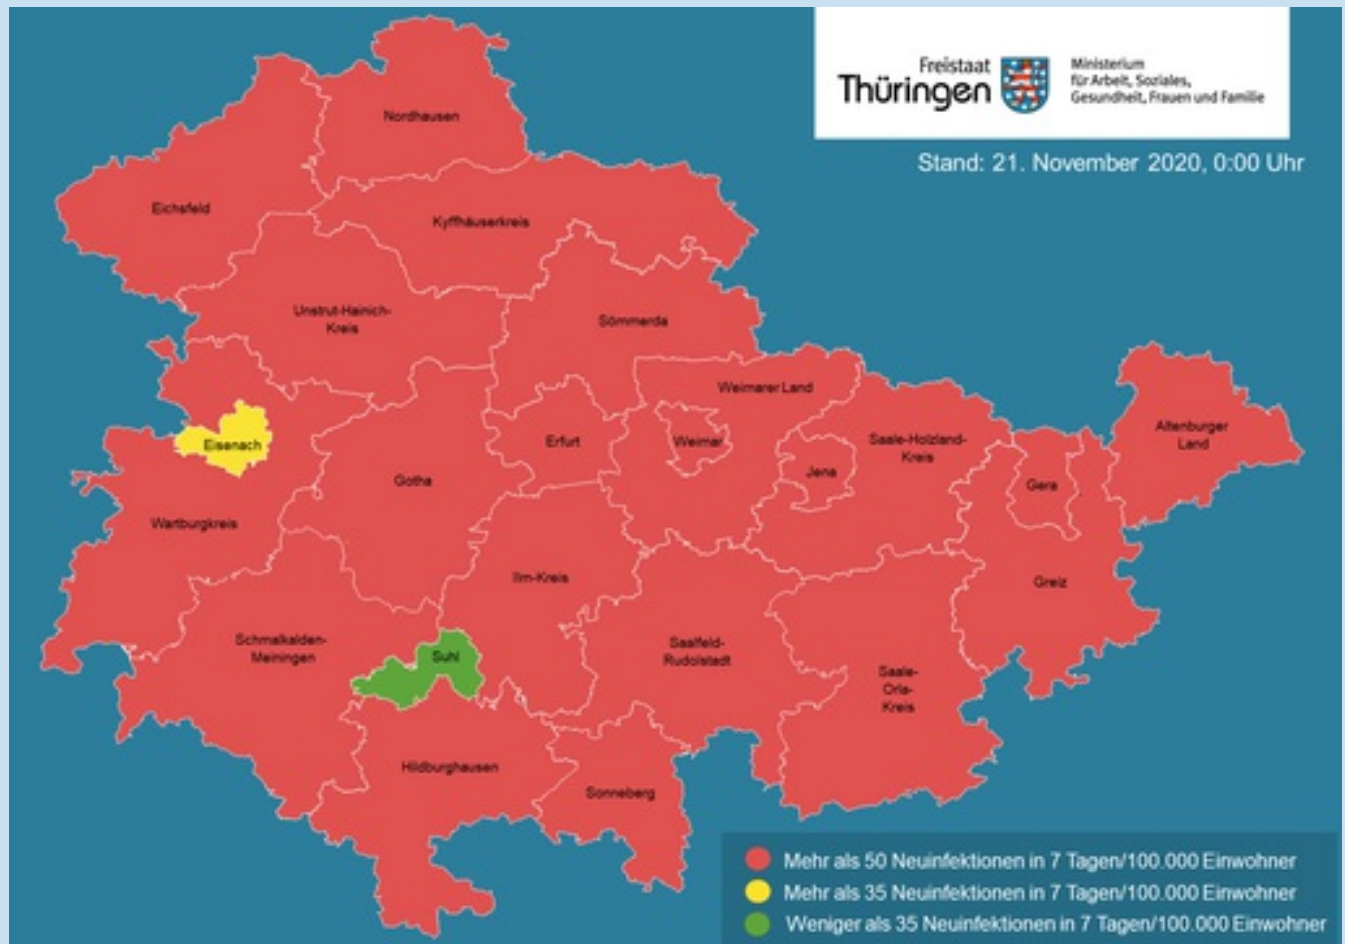 Freistaat
Thüringen
Ministerium
für Arbeit, Soziales,
Gesundheit, Frauen und Familie
Stand: 21. November 2020, 0:00 Uhr
Nordhausen
Eichsfeld
Kyffhäuserkreis
Unstrut-Hainich-
Kreis
Sömmerda
Weimarer Land
Eisenach
Erfurt
Weimar
Saale-Holzland-
Kreis
Altenburger
Land
Gotha
Jena
Gera
Wartburgkreis
Ilm-Kreis
Greiz
Schmalkalden-
Meiningen
Suhl
Saalfeld-
Rudolstadt
Saale-
Orla-
Kreis
Hildburghausen
Sonneberg
Mehr als 50 Neuinfektionen in 7 Tagen/100.000 Einwohner
Mehr als 35 Neuinfektionen in 7 Tagen/100.000 Einwohner
Weniger als 35 Neuinfektionen in 7 Tagen/100.000 Einwohner